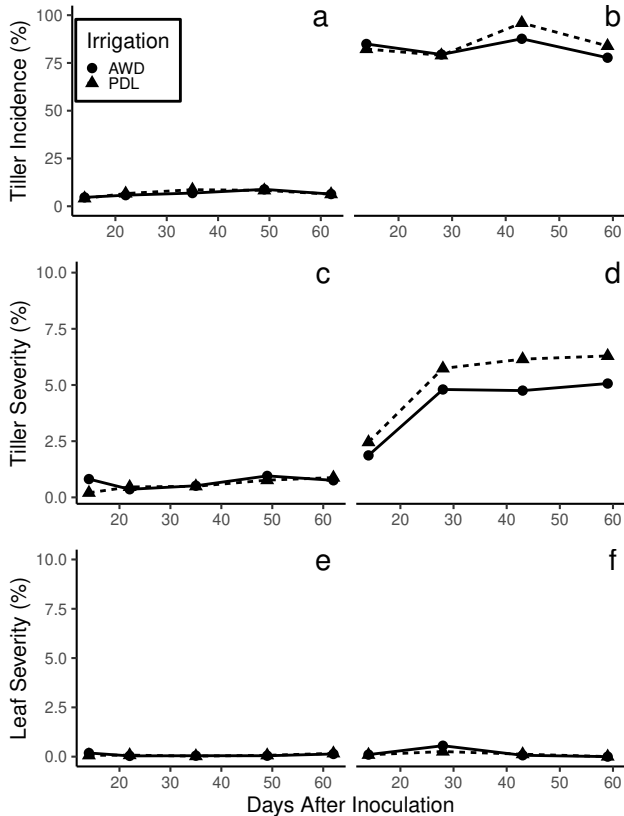 a
b
Tiller Incidence (%)
100
75
50
25
0
Irrigation
AWD
PDL
20 30 40 50 60
20 30 40 50 60
c
d
Tiller Severity (%)
10.0
7.5
5.0
2.5
0.0
20 30 40 50 60
20 30 40 50 60
e
f
Leaf Severity (%)
10.0
7.5
5.0
2.5
0.0
20 30 40 50 60
20 30 40 50 60
Days After Inoculation